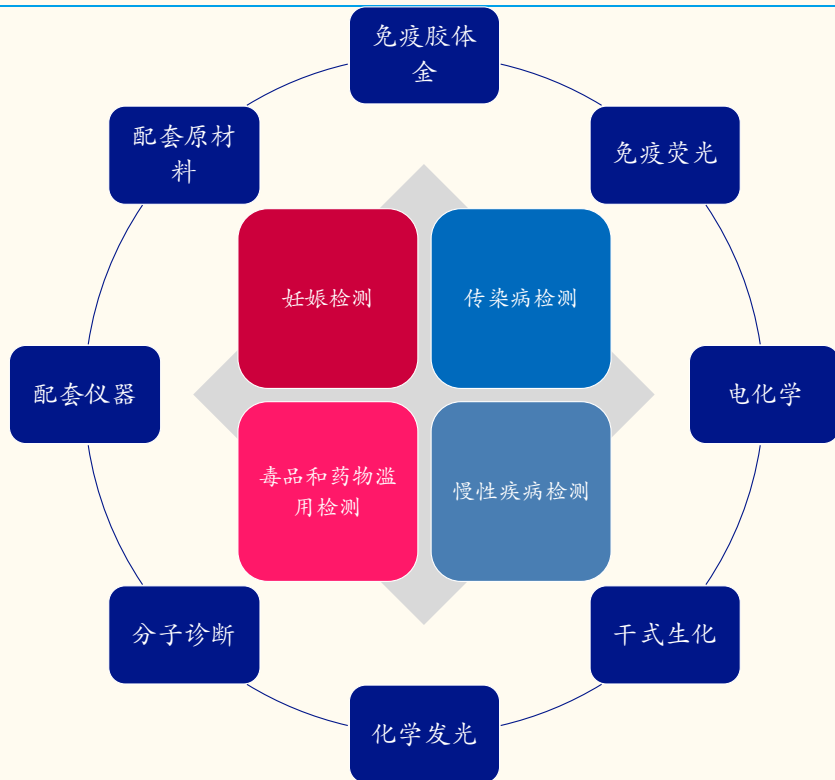 免疫胶体
金
配套原材
料
免疫荧光
妊娠检测
传染病检测
配套仪器
电化学
毒品和药物滥
用检测
慢性疾病检测
分子诊断
干式生化
化学发光